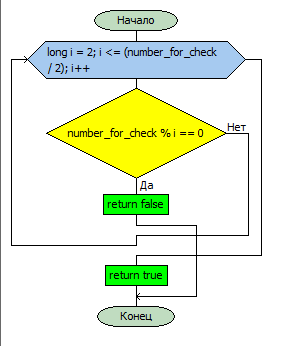 Начало
long i = 2; i <= (number_for_check
/ 2); i++
number_for_check % i == 0
Нет
Да
return false
return true
Конец